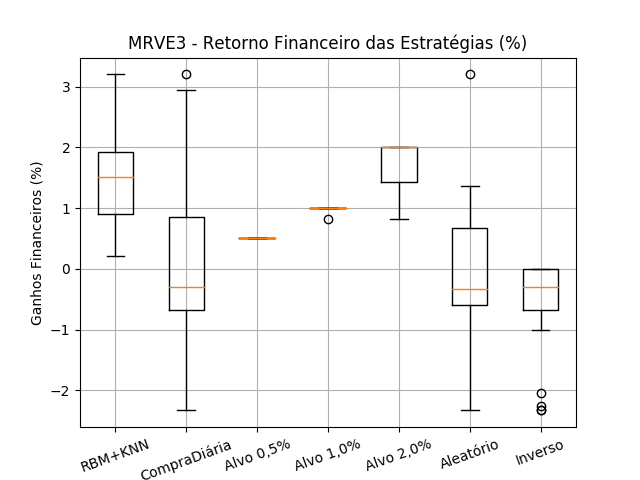 MRVE3 - Retorno Financeiro das Estratégias (%)
Ganhos Financeiros (%)
3
2
1
0
−1
−2
RBM+KNN
CompraDiária
Alvo 0,5%
Alvo 1,0%
Alvo 2,0%
Aleatório
Inverso